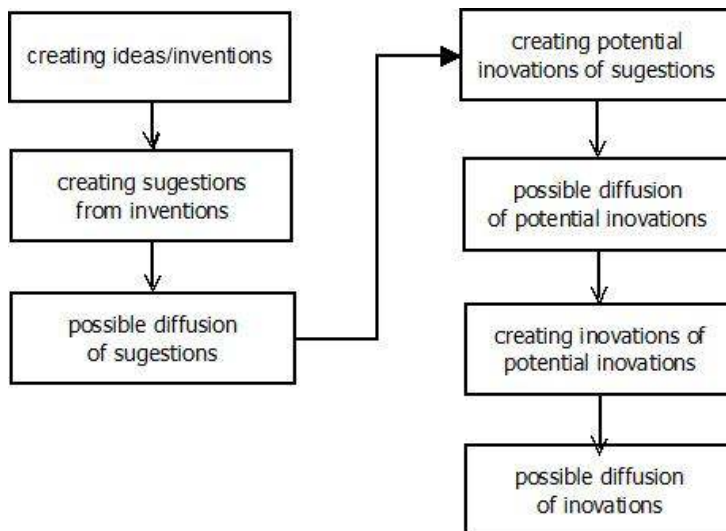 creating ideas/inventions
creating sugestions
from inventions
possible diffusion
of sugestions
creating potential
inovations of sugestions
possible diffusion
of potential inovations
creating inovations of
potential inovations
possible diffusion
of inovations